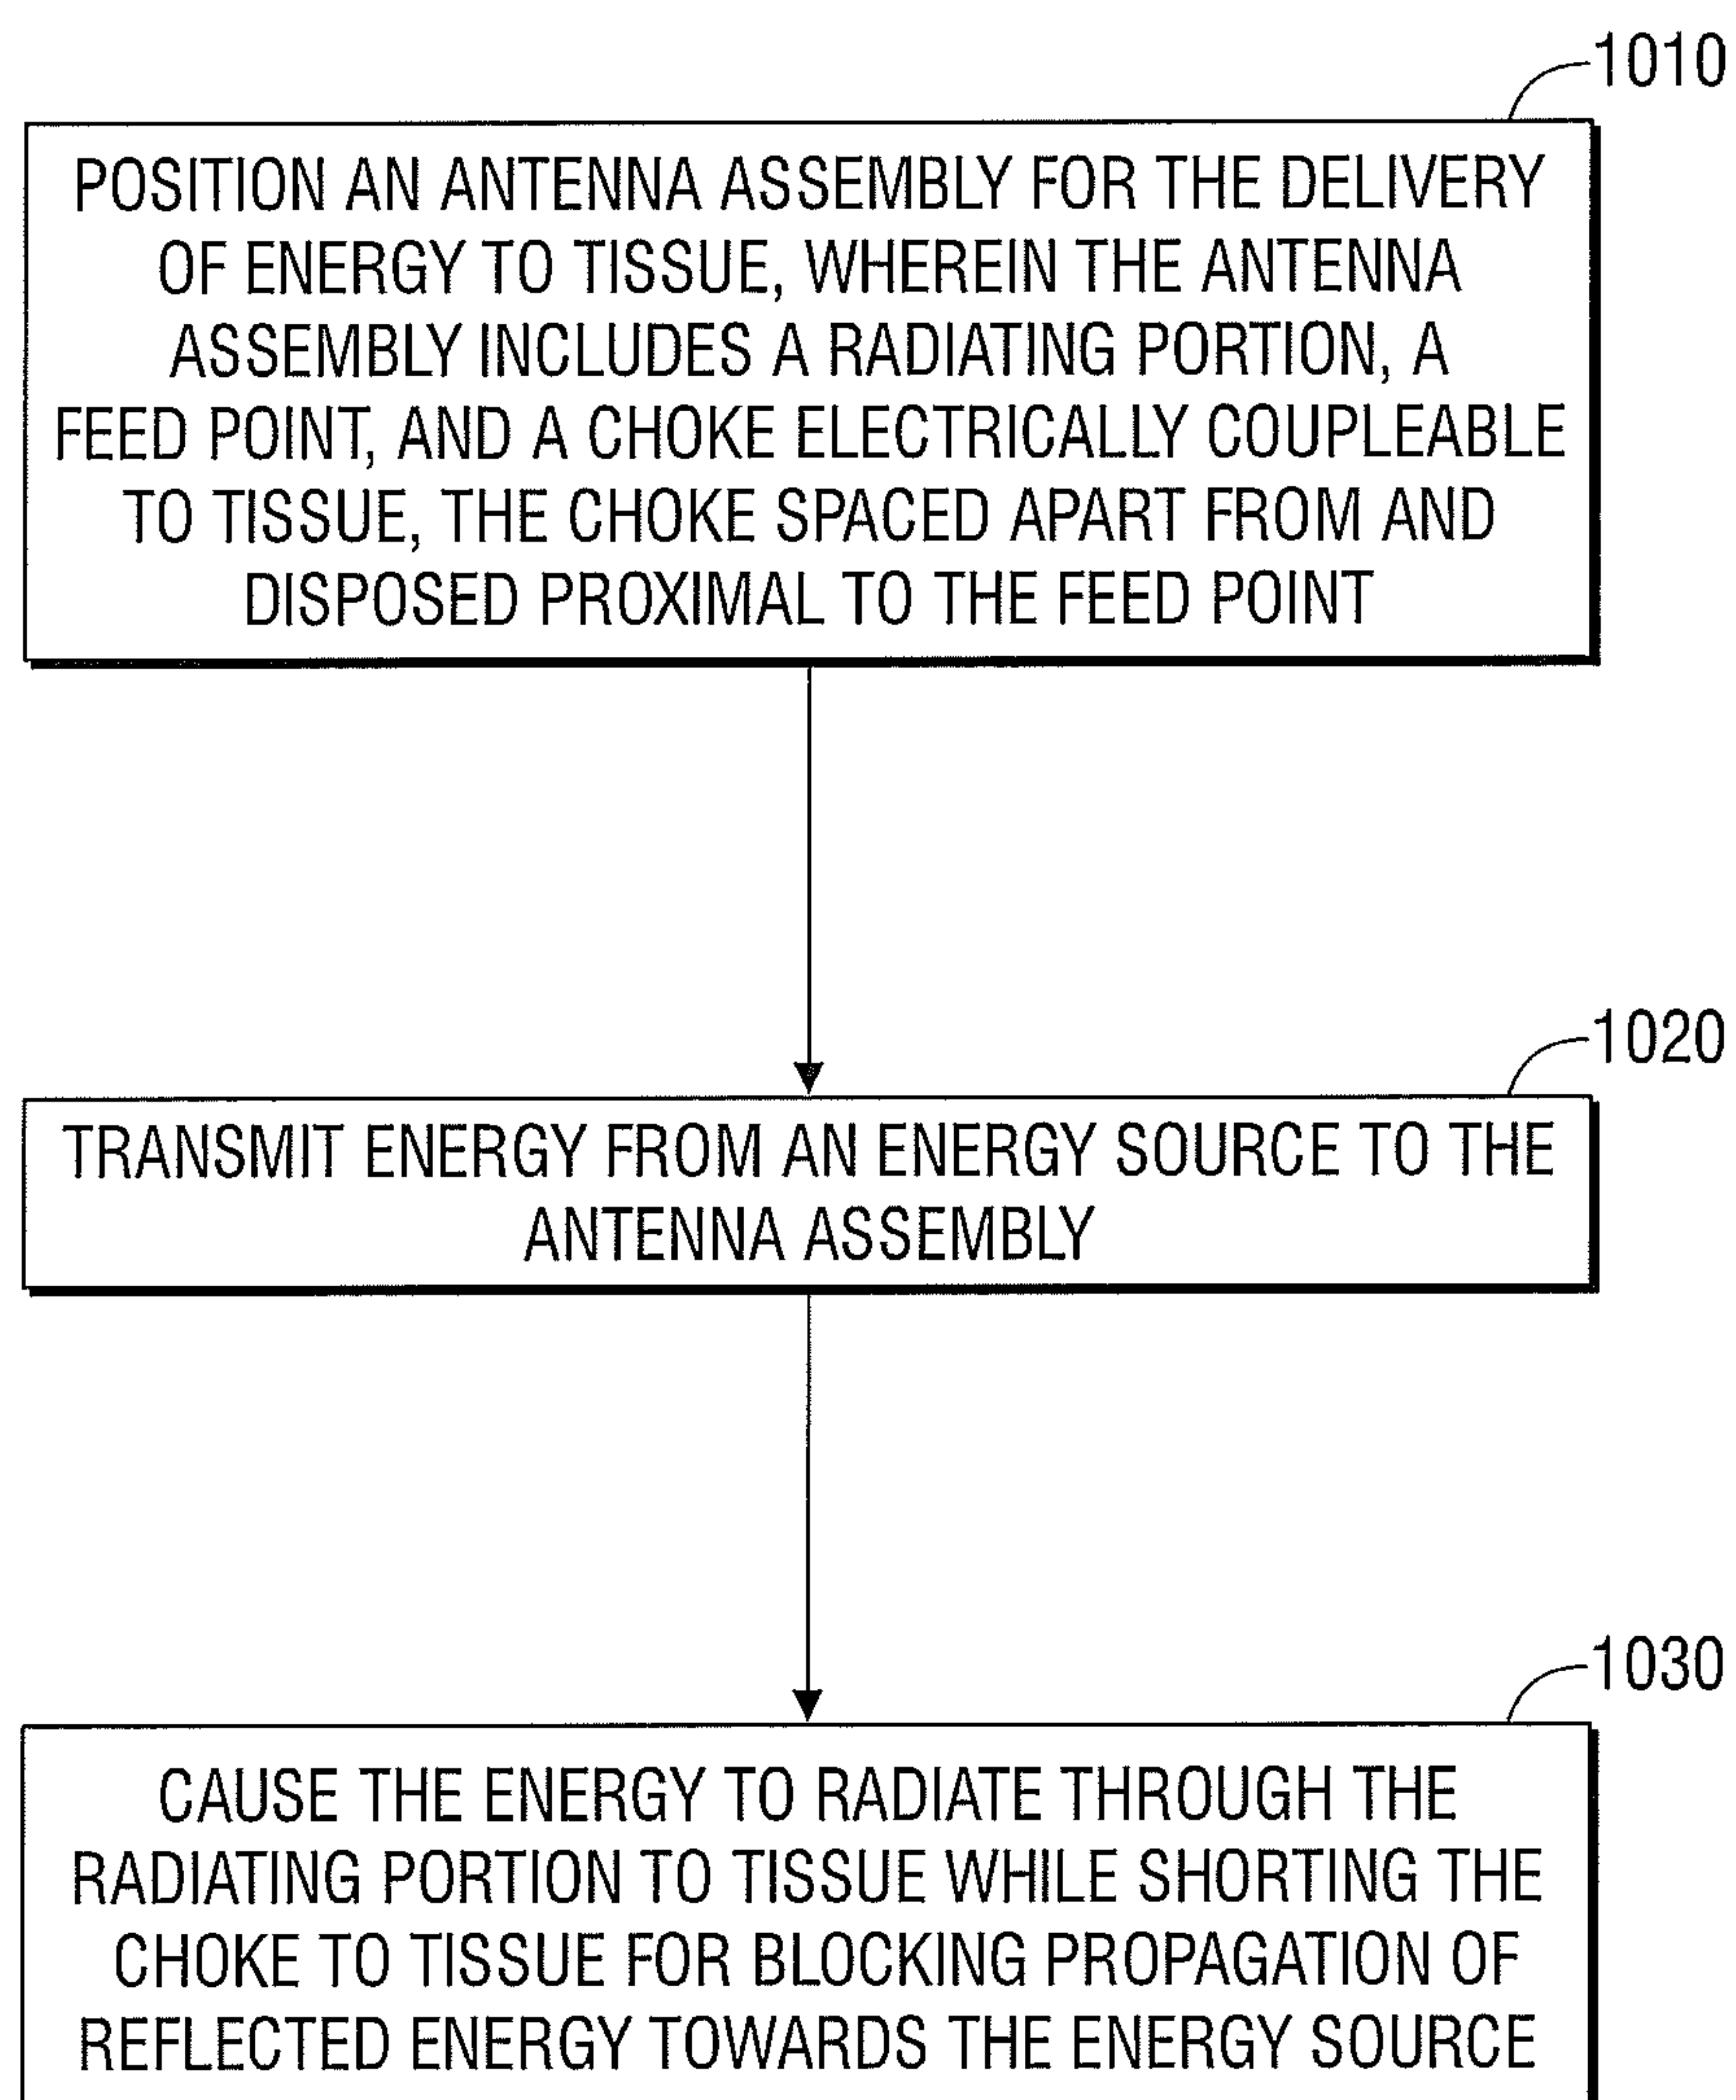 1010
POSITION AN ANTENNA ASSEMBLY FOR THE DELIVERY
OF ENERGY TO TISSUE, WHEREIN THE ANTENNA
ASSEMBLY INCLUDES A RADIATING PORTION, A
FEED POINT, AND A CHOKE ELECTRICALLY COUPLEABLE
TO TISSUE, THE CHOKE SPACED APART FROM AND
DISPOSED PROXIMAL TO THE FEED POINT
1020
TRANSMIT ENERGY FROM AN ENERGY SOURCE TO THE
ANTENNA ASSEMBLY
1030
CAUSE THE ENERGY TO RADIATE THROUGH THE
RADIATING PORTION TO TISSUE WHILE SHORTING THE
CHOKE TO TISSUE FOR BLOCKING PROPAGATION OF
REFLECTED ENERGY TOWARDS THE ENERGY SOURCE